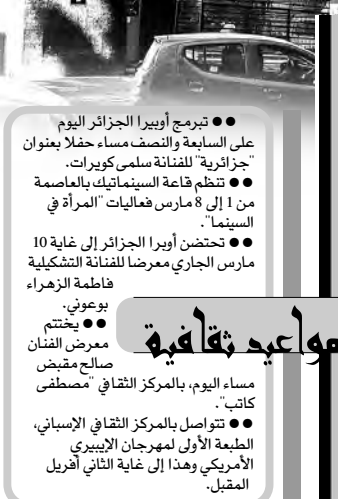 ●● تبرمج أوبيرا الجزائر اليوم
على السابعة والنصف مساء حفلا بعنوان
"جزائرية" للفنانة سلمى كويرات.
●● تنظم قاعة السينماتيك بالعاصمة
من 1 إلى 8 مارس فعاليات "المرأة في
السينما".
●● تحتضن أوبرا الجزائر إلى غاية 10
مارس الجاري معرضا للفنانة التشكيلية
فاطمة الزهراء
بوعوني.
●● يختتم
معرض الفنان
صالح مقبض
مساء اليوم، بالمركز الثقافي "مصطفى
كاتب".
●● تتواصل بالمركز الثقافي الإسباني،
الطبعة الأولى لمهرجان الإيبيري
الأمريكي وهذا إلى غاية الثاني أفريل
المقبل.
مواعيد ثقافية